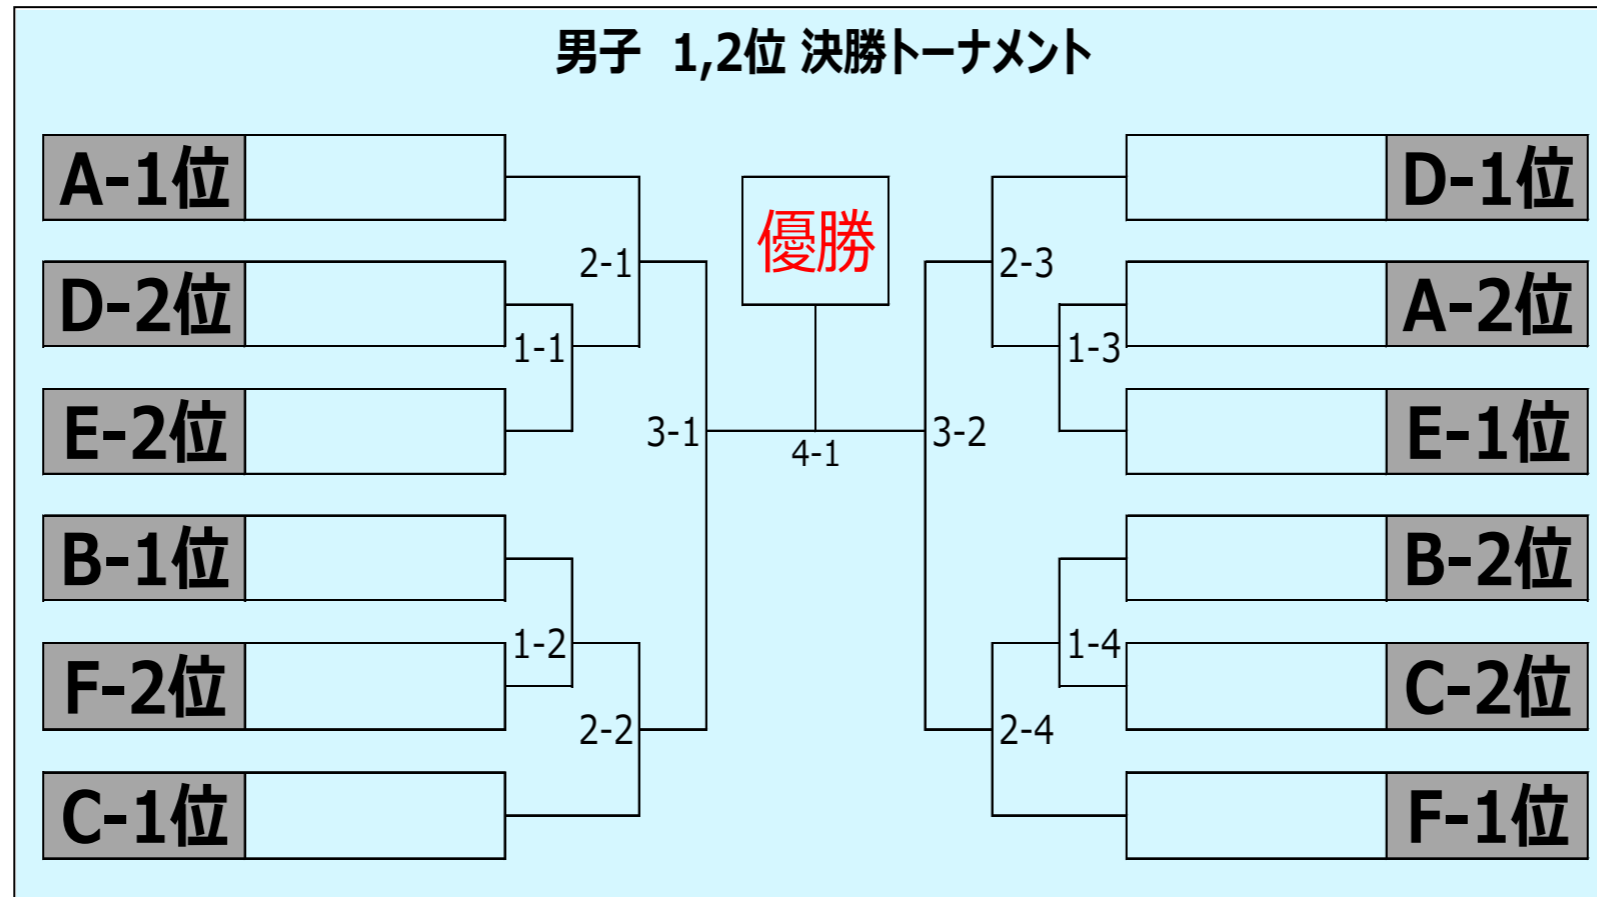 男子 1,2位 決勝トーナメント
A-1位
D-2位
E-2位
B-1位
F-2位
C-1位
1-1
1-2
2-1
2-2
3-1
優勝
4-1
3-2
2-3
2-4
1-3
1-4
D-1位
A-2位
E-1位
B-2位
C-2位
F-1位